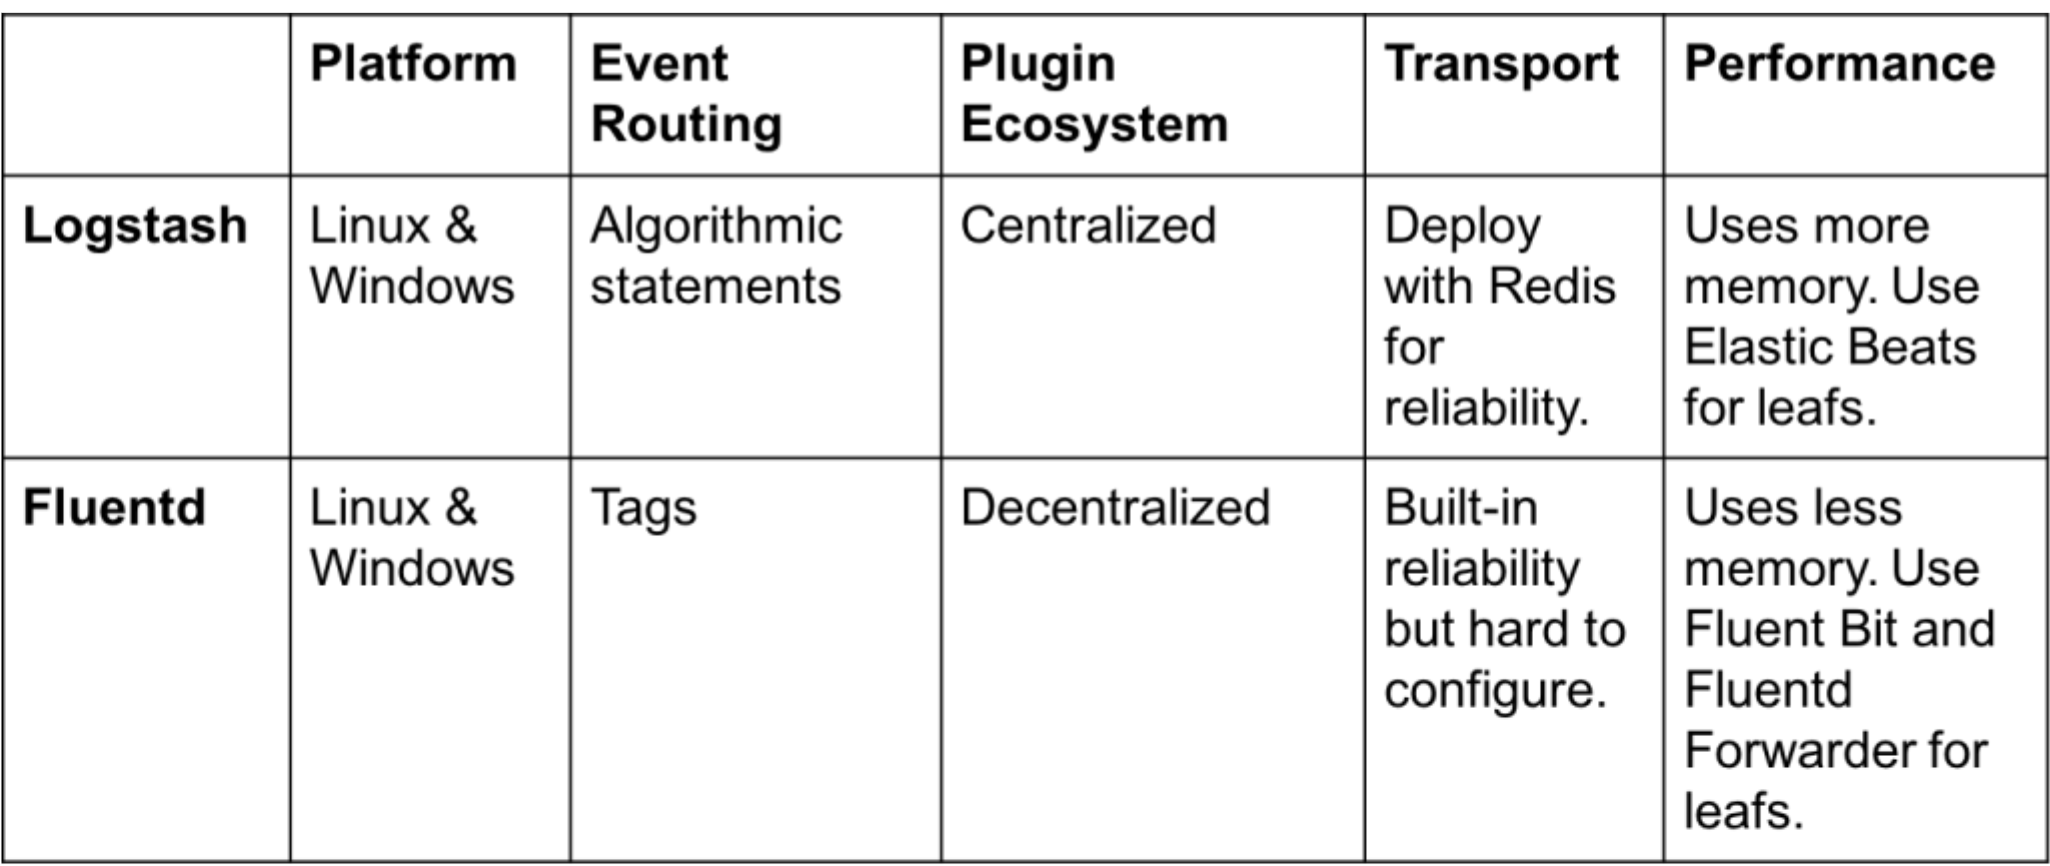 Platform
Event
Routing
Plugin
Ecosystem
Transport
Performance
Logstash
Linux &
Windows
Algorithmic
statements
Centralized
Deploy
with Redis
for
reliability.
Uses more
memory. Use
Elastic Beats
for leafs.
Fluentd
Linux &
Windows
Tags
Decentralized
Built-in
reliability
but hard to
configure.
Uses less
memory. Use
Fluent Bit and
Fluentd
Forwarder for
leafs.